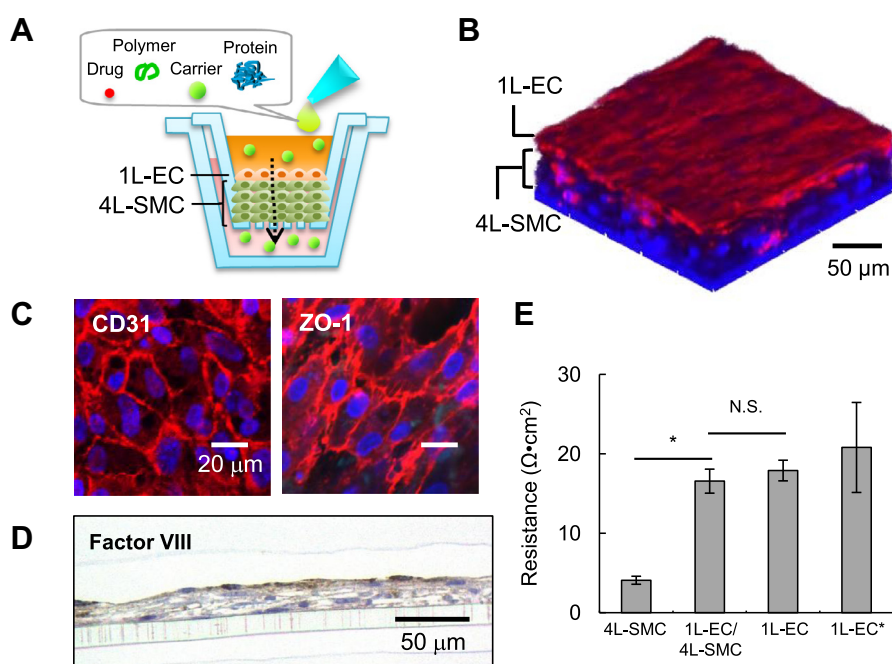 A
Polymer
Drug
Carrier
Protein
1L-EC
4L-SMC
B
1L-EC
4L-SMC
50 µm
C
CD31
20 µm
ZO-1
D
Factor VIII
50 µm
E
Resistance (Ω•cm²)
30
20
10
0
*
N.S.
4L-SMC
1L-EC/
4L-SMC
1L-EC
1L-EC*